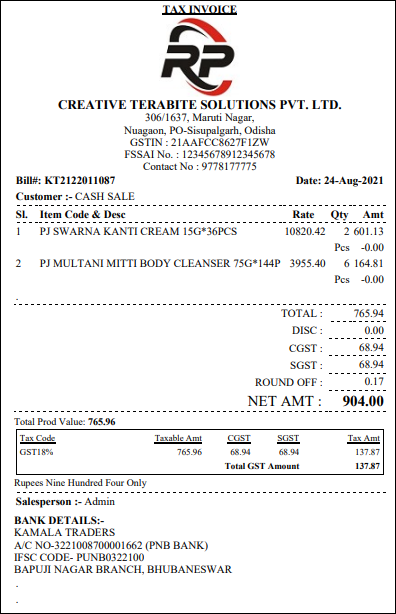 TAX INVOICE
RP
CREATIVE TERABITE SOLUTIONS PVT. LTD.
306/1637, Maruti Nagar,
Nuagaon, PO-Sisupalgarh, Odisha
GSTIN : 21AAFCC8627F1ZW
FSSAI No. : 12345678912345678
Contact No : 9778177775
Bill#: KT2122011087 Date: 24-Aug-2021
Customer :- CASH SALE
Sl. Item Code & Desc Rate Qty Amt
1 PJ SWARNA KANTI CREAM 15G*36PCS 10820.42 2 601.13
Pcs -0.00
2 PJ MULTANI MITTI BODY CLEANSER 75G*144P 3955.40 6 164.81
Pcs -0.00
.
TOTAL : 765.94
DISC : 0.00
CGST : 68.94
SGST : 68.94
ROUND OFF : 0.17
NET AMT : 904.00
Total Prod Value: 765.96
Tax Code Taxable Amt CGST SGST Tax Amt
GST18% 765.96 68.94 68.94 137.87
Total GST Amount 137.87
Rupees Nine Hundred Four Only
Salesperson :- Admin
BANK DETAILS:-
KAMALA TRADERS
A/C NO-3221008700001662 (PNB BANK)
IFSC CODE- PUNB0322100
BAPUJI NAGAR BRANCH, BHUBANESWAR
.
.